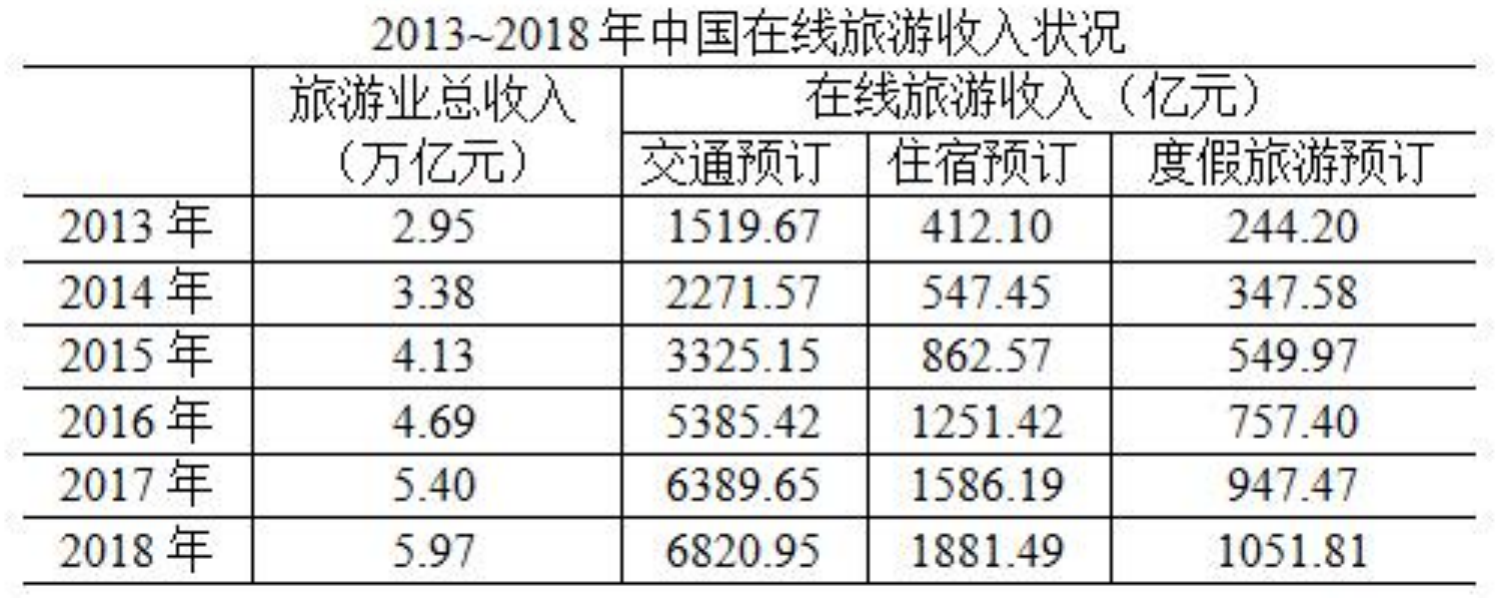 2013~2018年中国在线旅游收入状况
旅游业总收入 在线旅游收入（亿元）
（万亿元） 交通预订 住宿预订 度假旅游预订
2013年 2.95 1519.67 412.10 244.20
2014年 3.38 2271.57 547.45 347.58
2015年 4.13 3325.15 862.57 549.97
2016年 4.69 5385.42 1251.42 757.40
2017年 5.40 6389.65 1586.19 947.47
2018年 5.97 6820.95 1881.49 1051.81